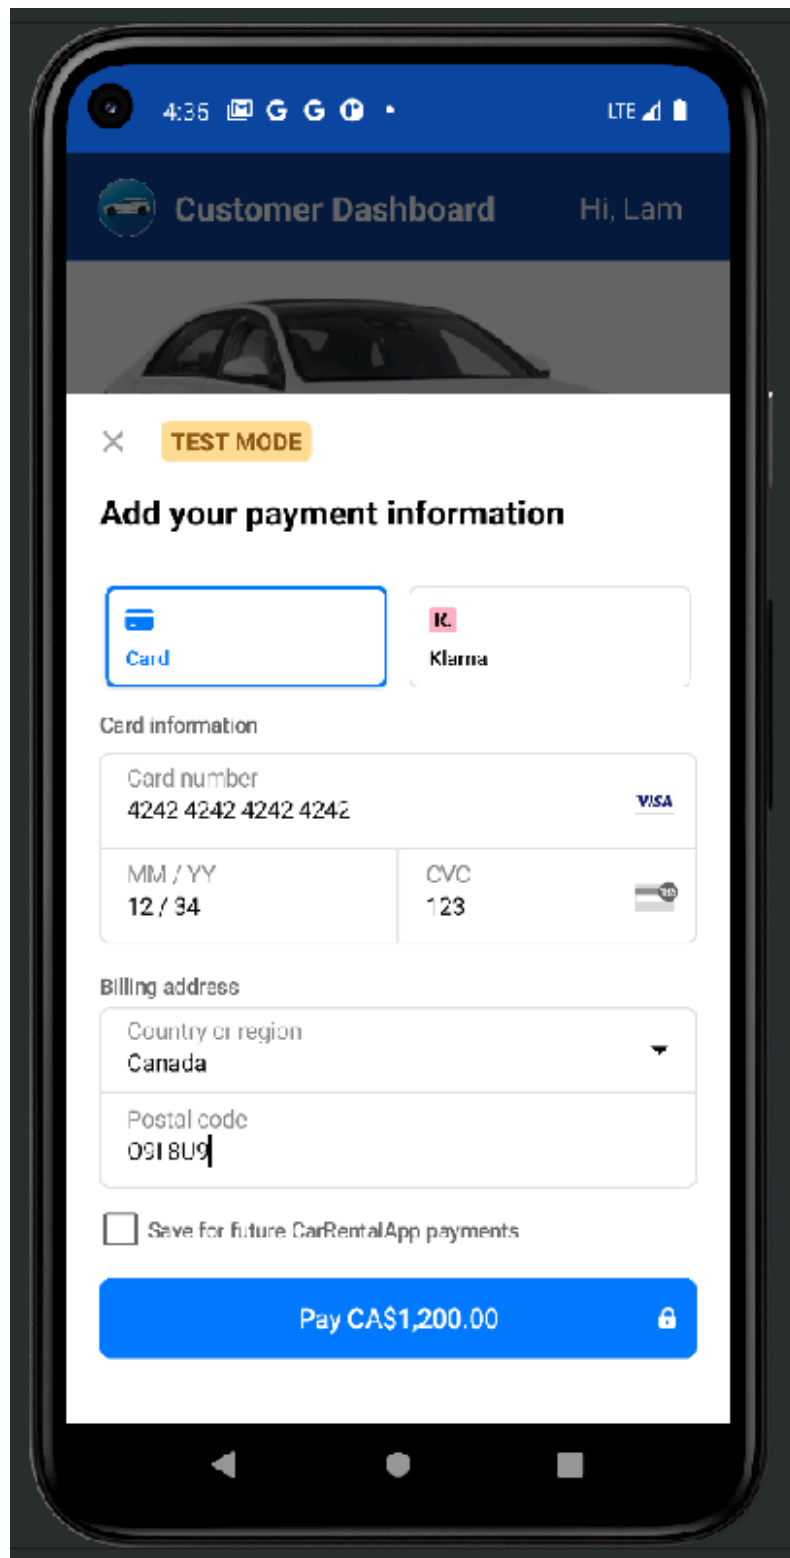 4:35 M G G
LTE
Customer Dashboard Hi, Lam
TEST MODE
Add your payment information
K.
Card Klarna
Card information
Card number
4242 4242 4242 4242 VISA
MM / YY CVC
12 / 34 123
Billing address
Country or region
Canada
Postal code
8U9
Save for future CarRentalApp payments
Pay CA$1,200.00